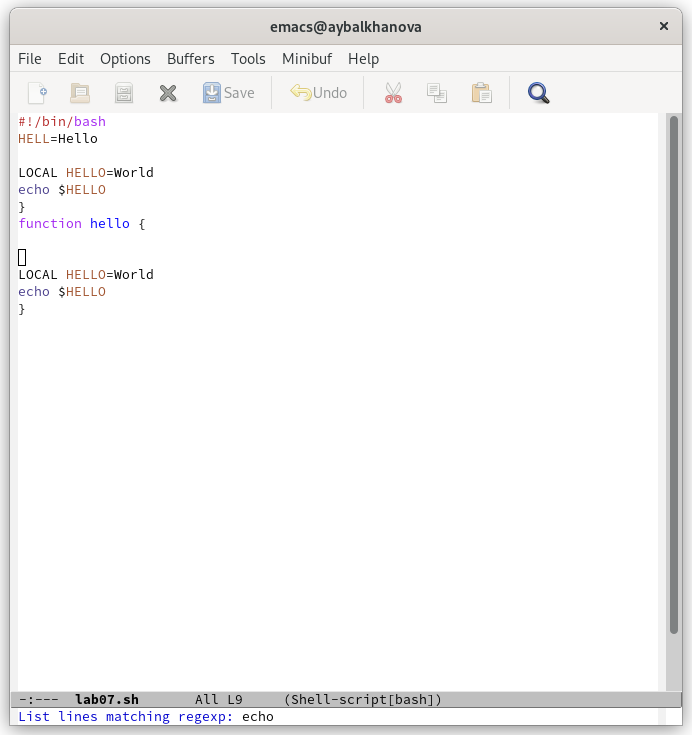 emacs@aybalkhanova
File Edit Options Buffers Tools Minibuf Help
Save Undo
#!/bin/bash
HELL=Hello
LOCAL HELLO=World
echo $HELLO
}
function hello {
LOCAL HELLO=World
echo $HELLO
}
-:--- lab07.sh All L9 (Shell-script[bash])
List lines matching regexp: echo